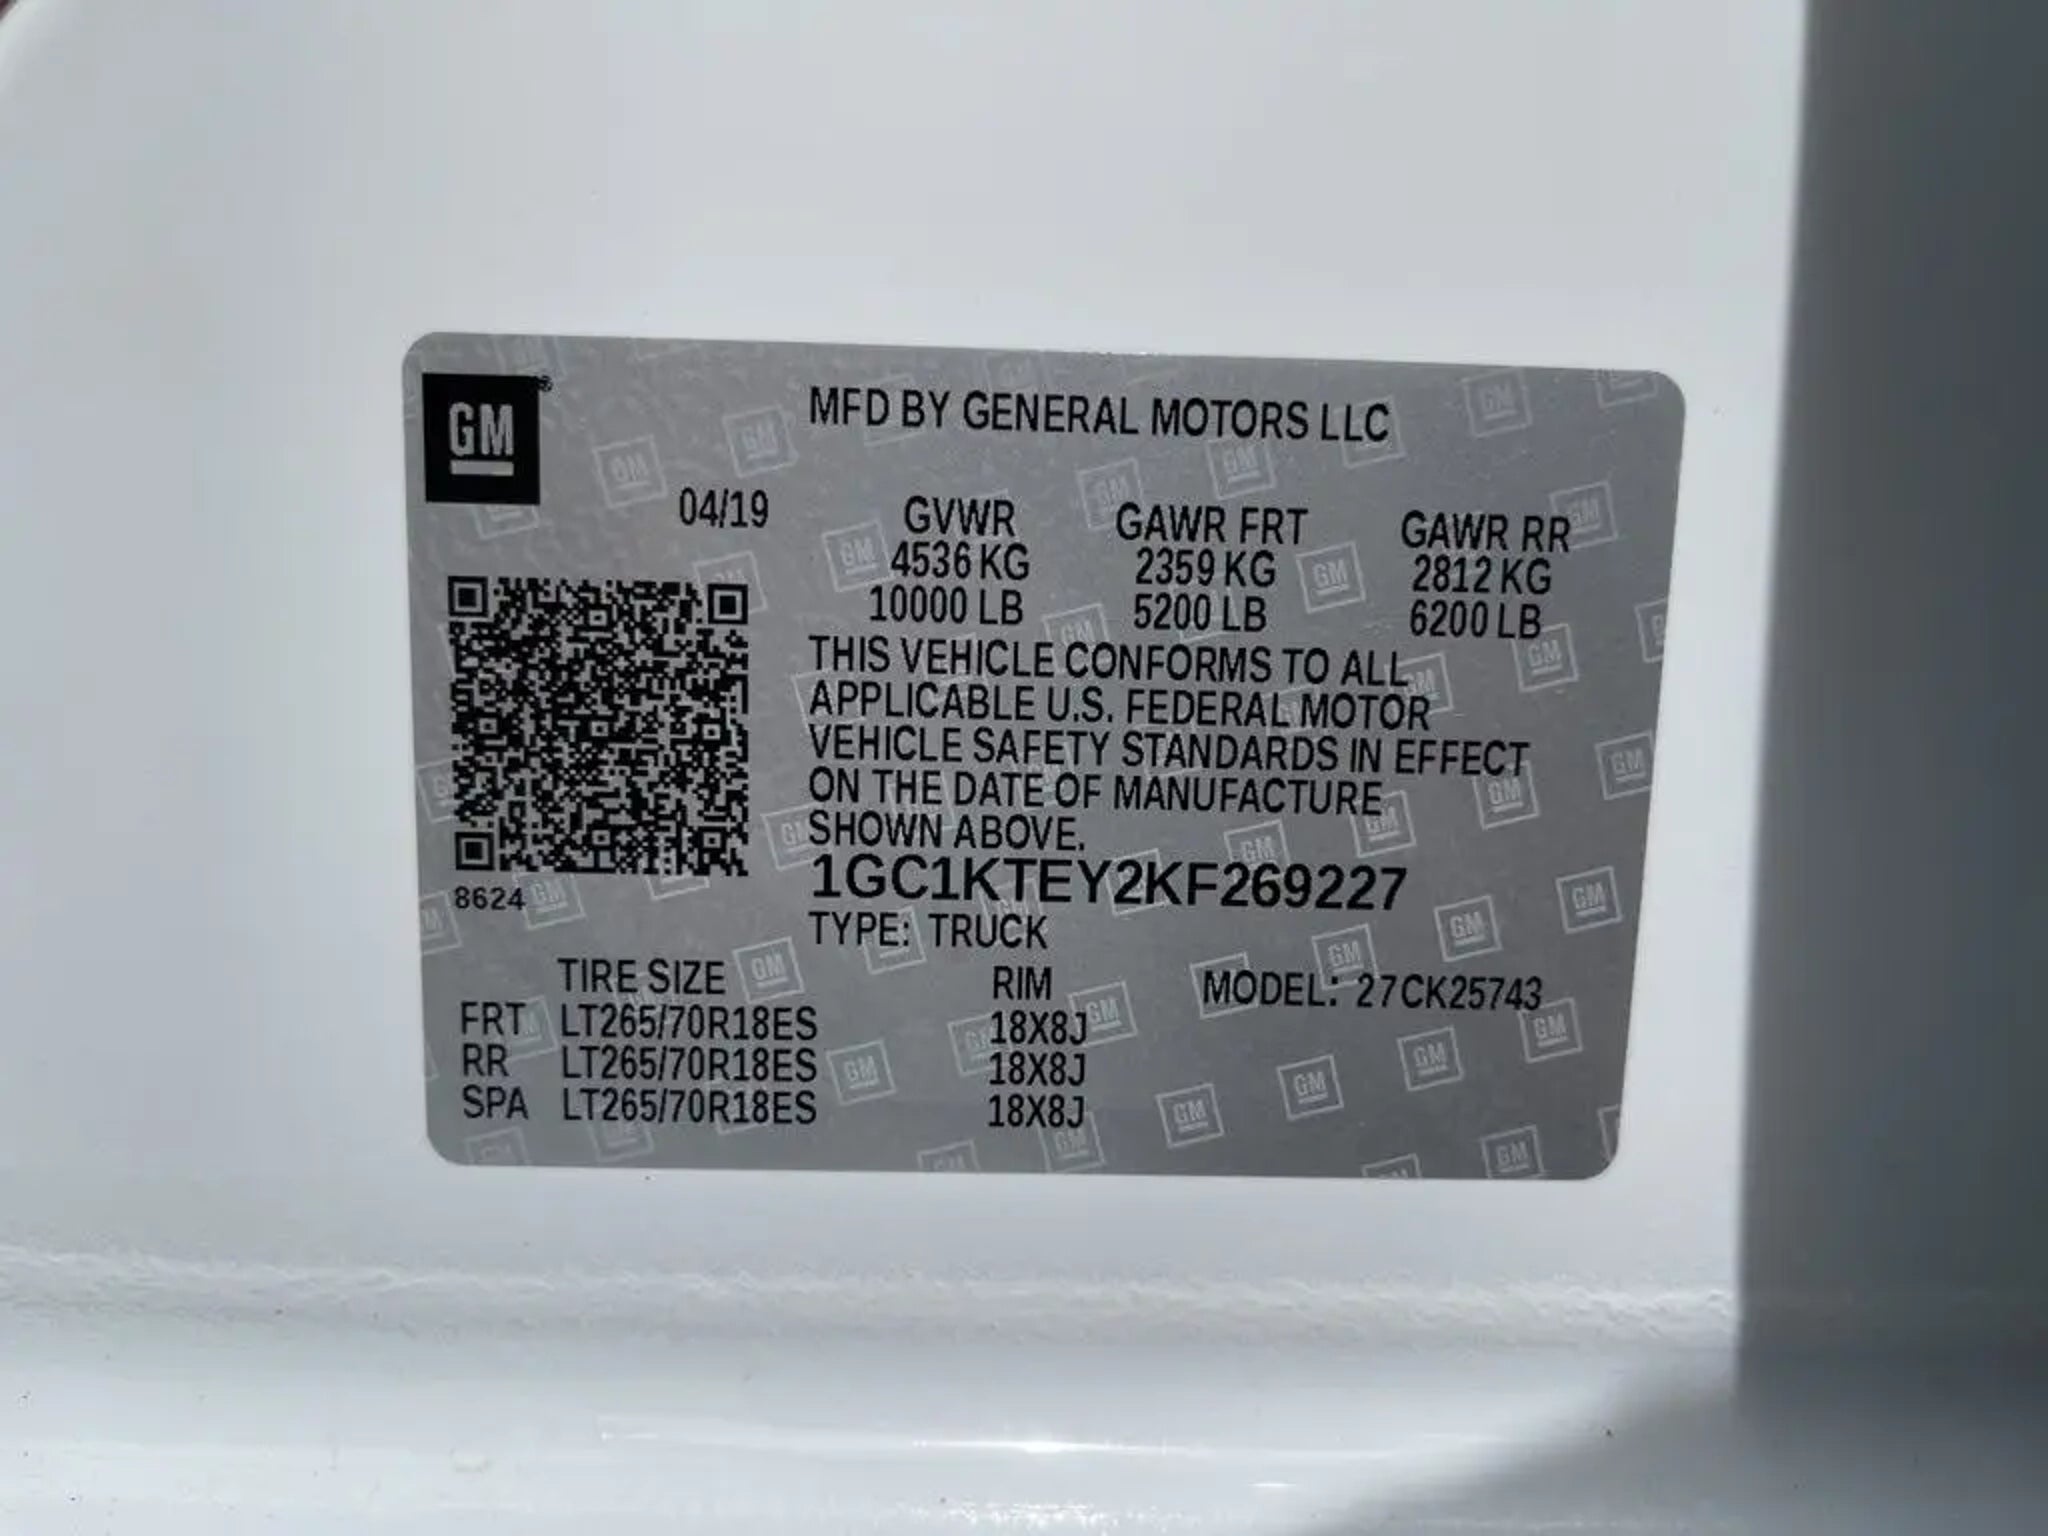 GM®
MFD BY GENERAL MOTORS LLC
04/19
GVWR GAWR FRT GAWR RR
4536 KG 2359 KG 2812 KG
10000 LB 5200 LB 6200 LB
THIS VEHICLE CONFORMS TO ALL
APPLICABLE U.S. FEDERAL MOTOR
VEHICLE SAFETY STANDARDS IN EFFECT
ON THE DATE OF MANUFACTURE
SHOWN ABOVE.
1GC1KTEY2KF269227
8624
TYPE: TRUCK
TIRE SIZE RIM MODEL: 27CK25743
FRT LT265/70R18ES 18X8J
RR LT265/70R18ES 18X8J
SPA LT265/70R18ES 18X8J